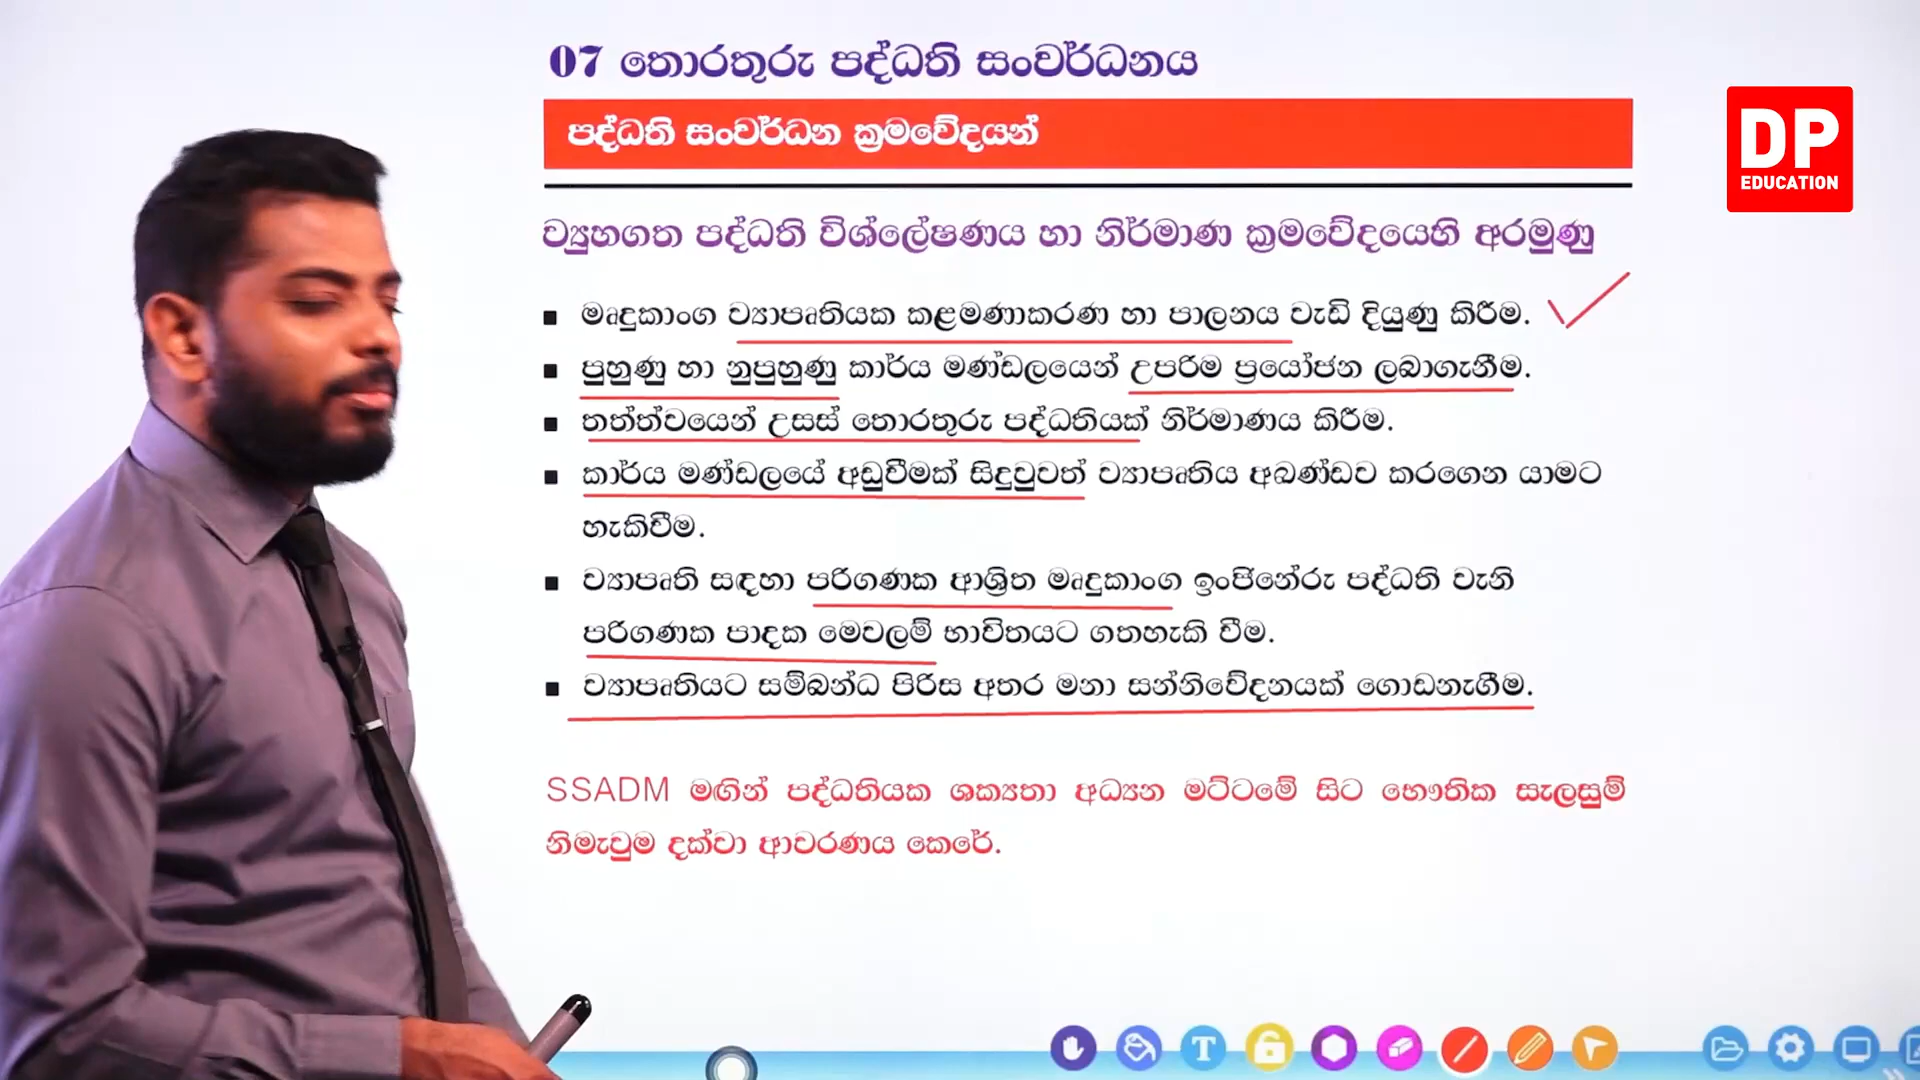 07 තොරතුරු පද්ධති සංවර්ධනය
පද්ධති සංවර්ධන ක්‍රමවේදයන්
DP
EDUCATION
ව්‍යුහගත පද්ධති විශ්ලේෂණය හා නිර්මාණ ක්‍රමවේදයෙහි අරමුණු
▪ මෘදුකාංග ව්‍යාපෘතියක කළමණාකරණ හා පාලනය වැඩි දියුණු කිරීම.
▪ පුහුණු හා නුපුහුණු කාර්ය මණ්ඩලයෙන් උපරිම ප්‍රයෝජන ලබාගැනීම.
▪ තත්ත්වයෙන් උසස් තොරතුරු පද්ධතියක් නිර්මාණය කිරීම.
▪ කාර්ය මණ්ඩලයේ අඩුවීමක් සිදුවුවත් ව්‍යාපෘතිය අඛණ්ඩව කරගෙන යාමට
හැකිවීම.
▪ ව්‍යාපෘති සඳහා පරිගණක ආශ්‍රිත මෘදුකාංග ඉංජිනේරු පද්ධති වැනි
පරිගණක පාදක මෙවලම් භාවිතයට ගතහැකි වීම.
▪ ව්‍යාපෘතියට සම්බන්ධ පිරිස අතර මනා සන්නිවේදනයක් ගොඩනැගීම.
SSADM මඟින් පද්ධතියක ශක්‍යතා අධ්‍යන මට්ටමේ සිට භෞතික සැලසුම්
නිමැවුම දක්වා ආවරණය කෙරේ.